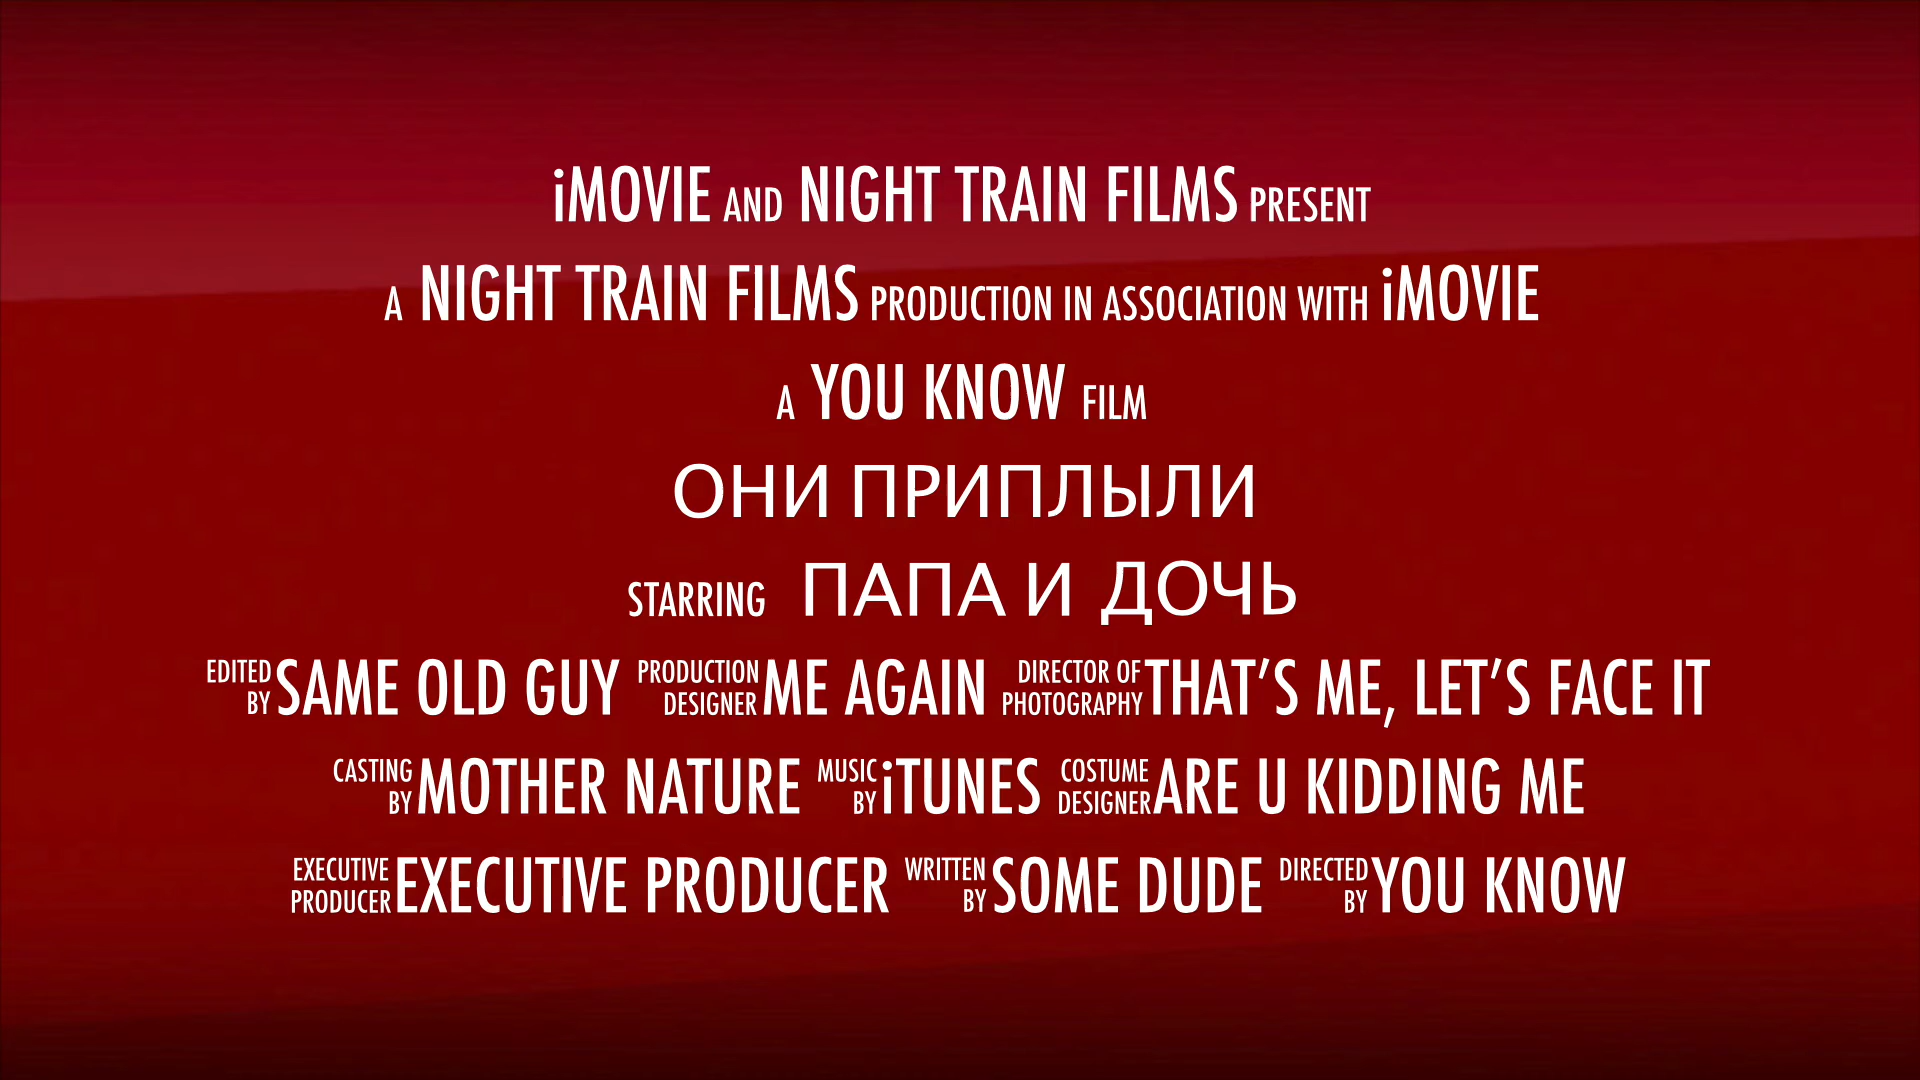 iMOVIE AND NIGHT TRAIN FILMS PRESENT
A NIGHT TRAIN FILMS PRODUCTION IN ASSOCIATION WITH iMOVIE
A YOU KNOW FILM
ОНИ ПРИПЛЫЛИ
STARRING ПАПА И ДОЧЬ
EDITED BY SAME OLD GUY PRODUCTION DESIGNER ME AGAIN DIRECTOR OF PHOTOGRAPHY THAT'S ME, LET'S FACE IT
CASTING BY MOTHER NATURE MUSIC BY iTUNES COSTUME DESIGNER ARE U KIDDING ME
EXECUTIVE PRODUCER EXECUTIVE PRODUCER WRITTEN BY SOME DUDE DIRECTED BY YOU KNOW